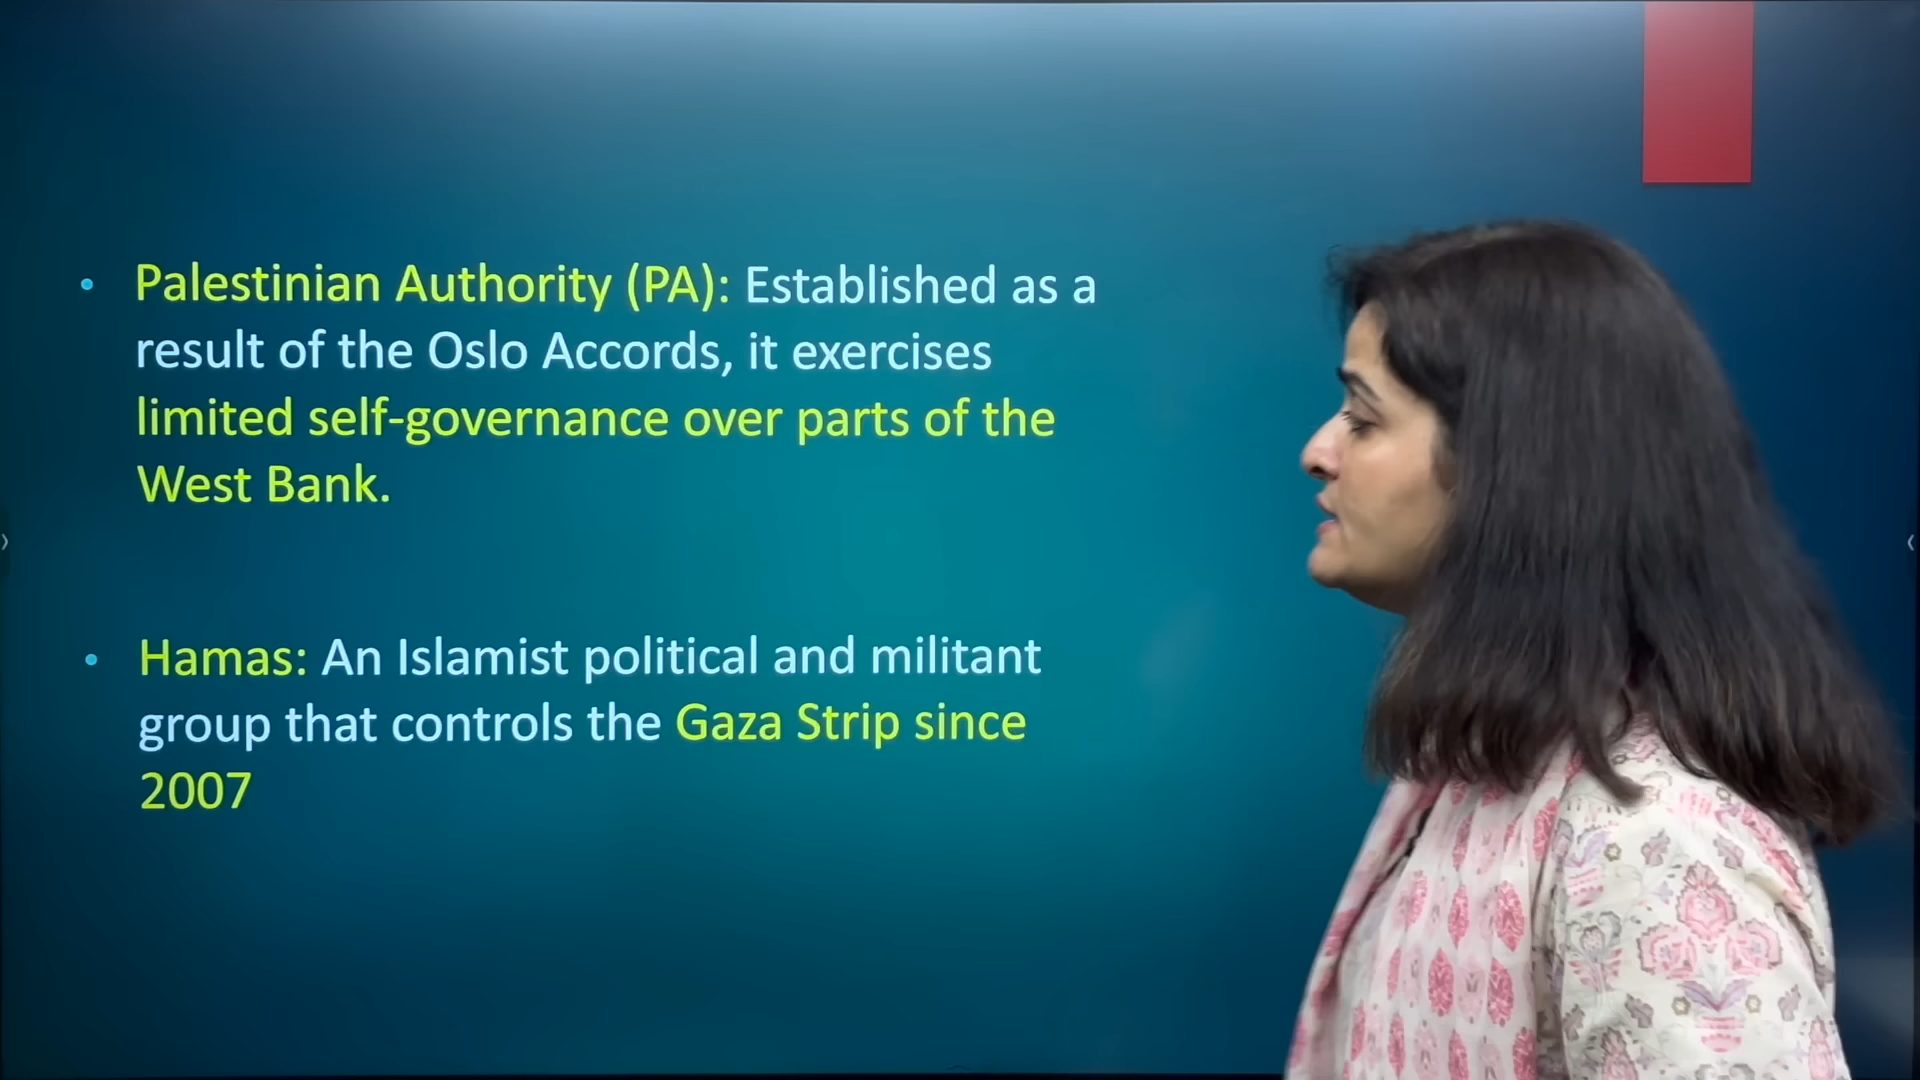 Palestinian Authority (PA): Established as a
result of the Oslo Accords, it exercises
limited self-governance over parts of the
West Bank.
Hamas: An Islamist political and militant
group that controls the Gaza Strip since
2007